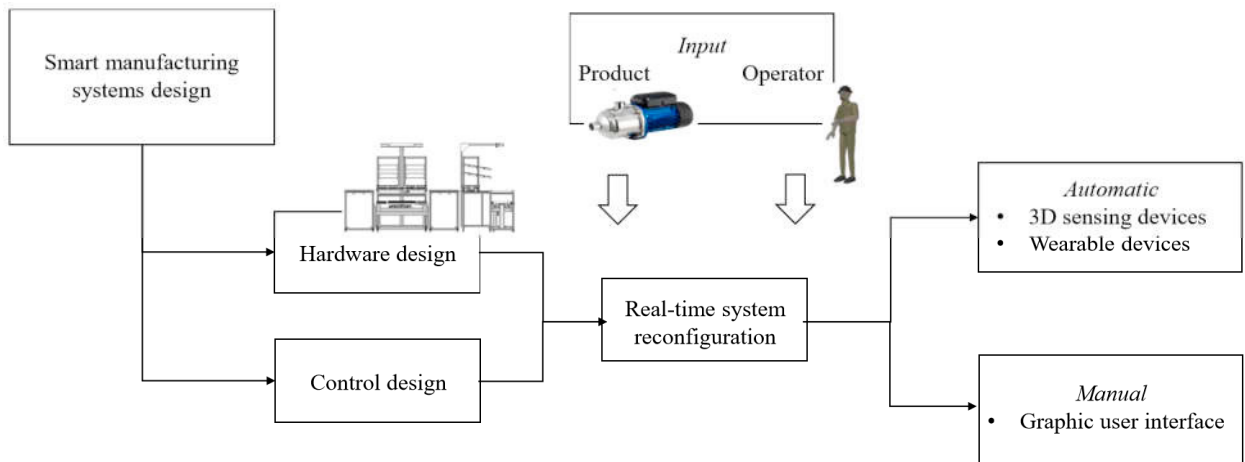 Smart manufacturing
systems design
Input
Product
Operator
Hardware design
Control design
Real-time system
reconfiguration
Automatic
• 3D sensing devices
• Wearable devices
Manual
• Graphic user interface